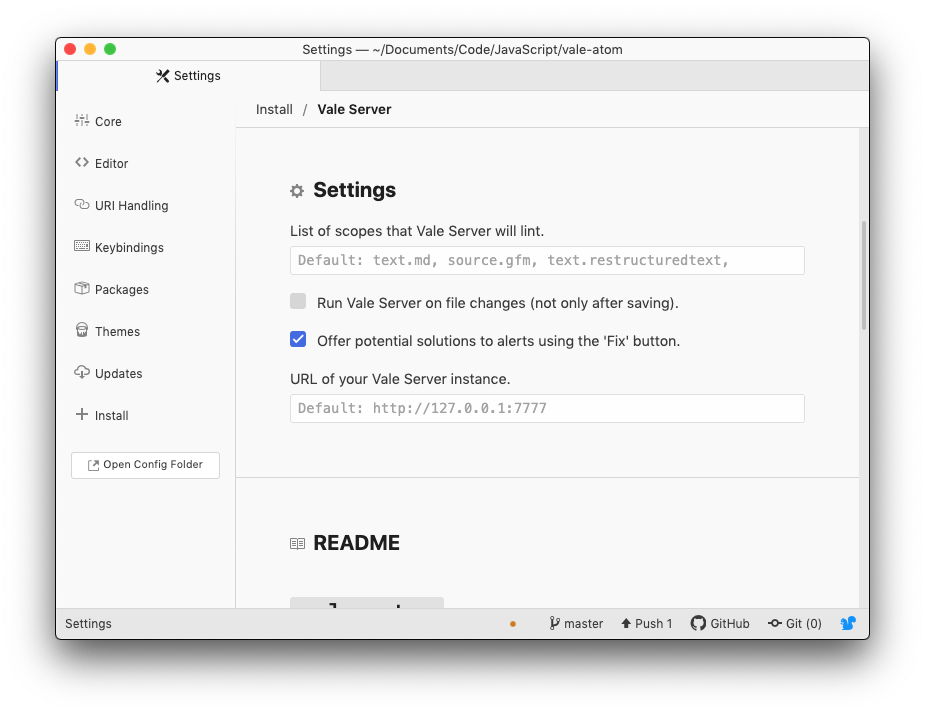 Settings — ~/Documents/Code/JavaScript/vale-atom
Settings
Core
Editor
URI Handling
Keybindings
Packages
Themes
Updates
Install
Open Config Folder
Install / Vale Server
Settings
List of scopes that Vale Server will lint.
Default: text.md, source.gfm, text.restructuredtext,
Run Vale Server on file changes (not only after saving).
Offer potential solutions to alerts using the 'Fix' button.
URL of your Vale Server instance.
Default: http://127.0.0.1:7777
README
Settings
master
Push 1
GitHub
Git (0)